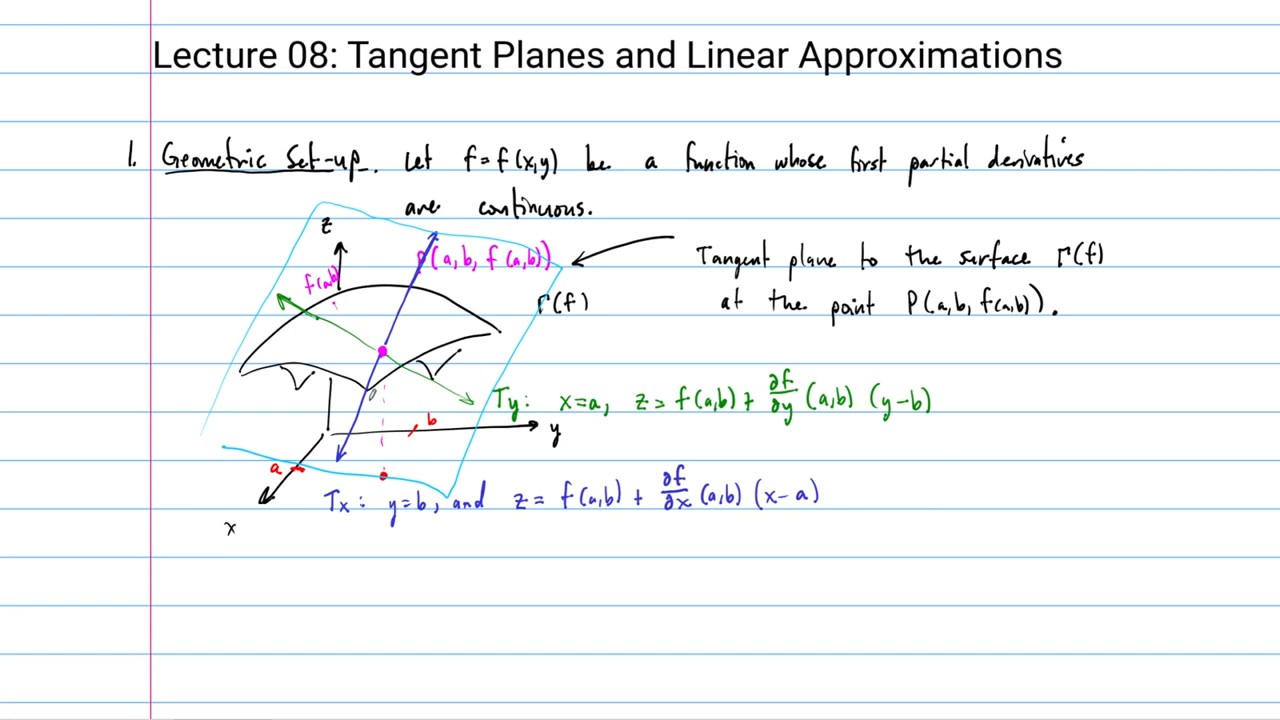 Lecture 08: Tangent Planes and Linear Approximations
1. Geometric Set-up. Let f=f(x,y) be a function whose first partial derivatives
are continuous.
z
P(a,b, f(a,b))
Tangent plane to the surface Γ(f)
f(a,b)
Γ(f)
at the point P(a,b, f(a,b)).
Ty: x=a, z= f(a,b)+ ∂f/∂y (a,b) (y-b)
b
y
a
Tx: y=b, and z= f(a,b) + ∂f/∂x (a,b) (x-a)
x